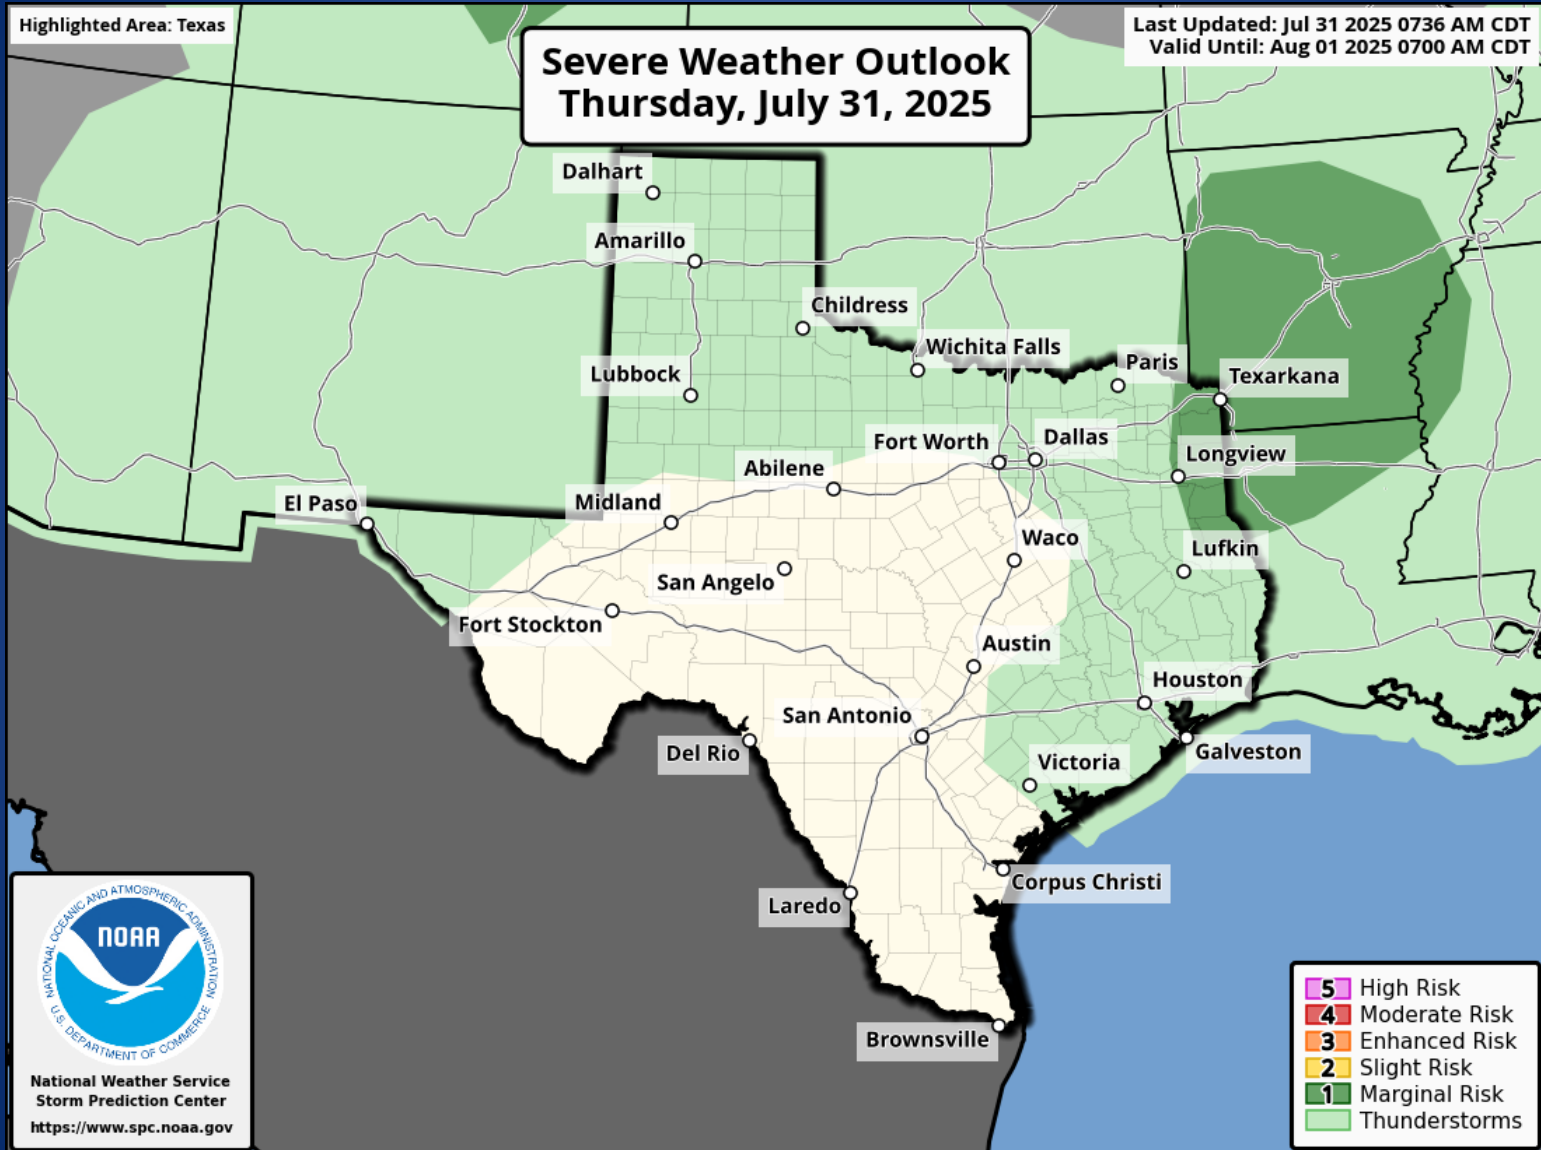 Highlighted Area: Texas
Severe Weather Outlook
Thursday, July 31, 2025
Last Updated: Jul 31 2025 0736 AM CDT
Valid Until: Aug 01 2025 0700 AM CDT
Dalhart
Amarillo
Childress
Wichita Falls
Paris
Texarkana
Lubbock
Fort Worth
Dallas
Longview
Abilene
Midland
El Paso
Waco
Lufkin
San Angelo
Fort Stockton
Austin
Houston
San Antonio
Del Rio
Galveston
Victoria
Corpus Christi
Laredo
Brownsville
NATIONAL OCEANIC AND ATMOSPHERIC ADMINISTRATION
NOAA
U.S. DEPARTMENT OF COMMERCE
National Weather Service
Storm Prediction Center
https://www.spc.noaa.gov
5 High Risk
4 Moderate Risk
3 Enhanced Risk
2 Slight Risk
1 Marginal Risk
Thunderstorms